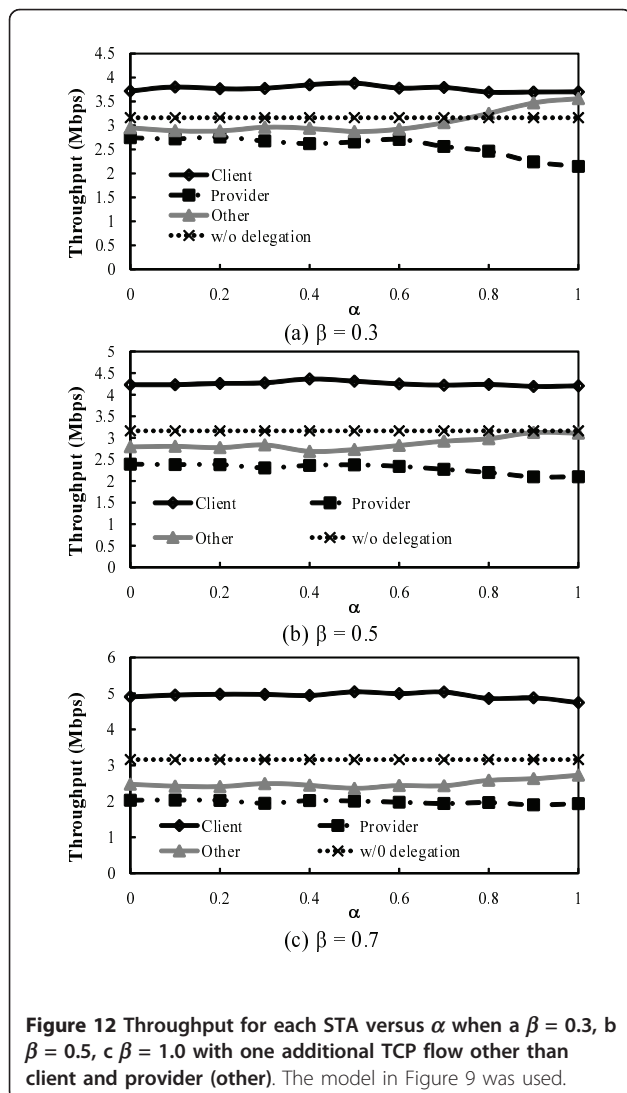 4.5
4
3.5
3
2.5
2
1.5
1
0.5
0
Throughput (Mbps)
Client
Provider
Other
w/o delegation
0 0.2 0.4 0.6 0.8 1
α
(a) β = 0.3
5
4.5
4
3.5
3
2.5
2
1.5
1
0.5
0
Throughput (Mbps)
Client Provider
Other w/o delegation
0 0.2 0.4 0.6 0.8 1
α
(b) β = 0.5
6
5
4
3
2
1
0
Throughput (Mbps)
Client Provider
Other w/0 delegation
0 0.2 0.4 0.6 0.8 1
α
(c) β = 0.7
Figure 12 Throughput for each STA versus α when a β = 0.3, b
β = 0.5, c β = 1.0 with one additional TCP flow other than
client and provider (other). The model in Figure 9 was used.